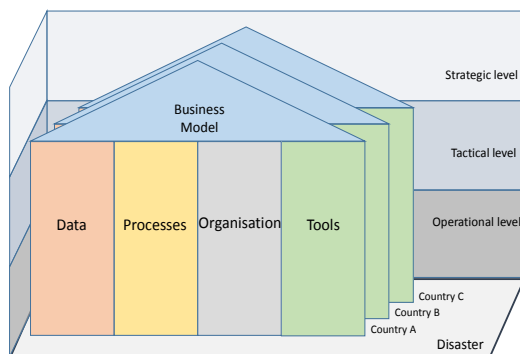 Strategic level
Business
Model
Tactical level
Data
Processes
Organisation
Tools
Operational level
Country C
Country B
Country A
Disaster